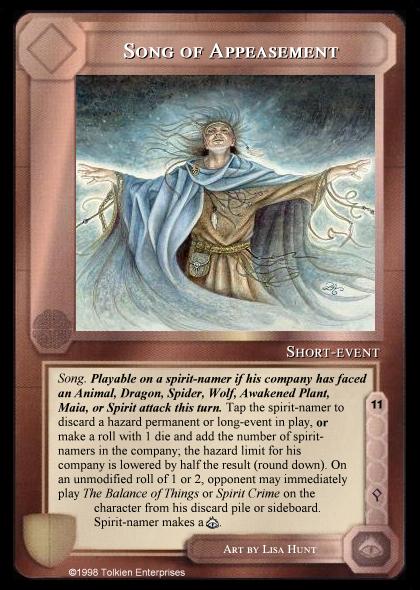 Song of Appeasement
Short-event
Song. Playable on a spirit-namer if his company has faced
an Animal, Dragon, Spider, Wolf, Awakened Plant,
Maia, or Spirit attack this turn. Tap the spirit-namer to
discard a hazard permanent or long-event in play, or
make a roll with 1 die and add the number of spirit-
namers in the company; the hazard limit for his
company is lowered by half the result (round down). On
an unmodified roll of 1 or 2, opponent may immediately
play The Balance of Things or Spirit Crime on the
character from his discard pile or sideboard.
Spirit-namer makes a
11
Art by Lisa Hunt
©1998 Tolkien Enterprises